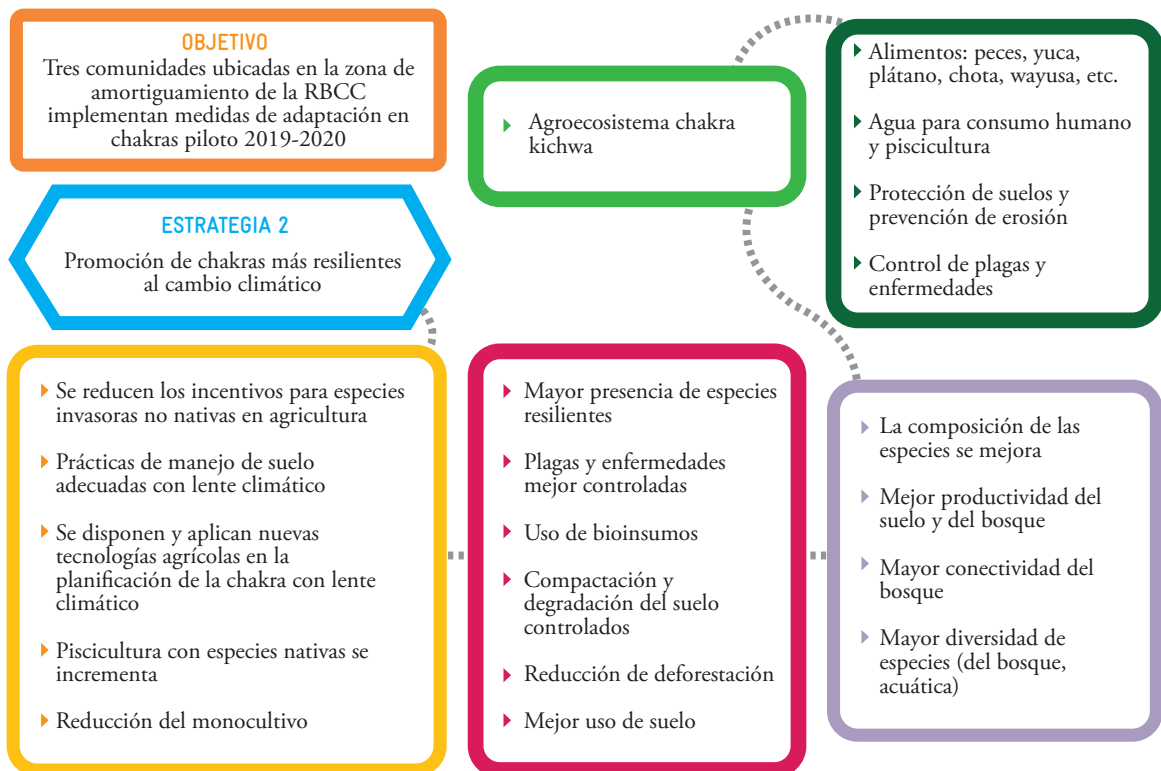 OBJETIVO
Tres comunidades ubicadas en la zona de
amortiguamiento de la RBCC
implementan medidas de adaptación en
chakras piloto 2019-2020
ESTRATEGIA 2
Promoción de chakras más resilientes
al cambio climático
Se reducen los incentivos para especies
invasoras no nativas en agricultura
Prácticas de manejo de suelo
adecuadas con lente climático
Se disponen y aplican nuevas
tecnologías agrícolas en la
planificación de la chakra con lente
climático
Piscicultura con especies nativas se
incrementa
Reducción del monocultivo
Mayor presencia de especies
resilientes
Plagas y enfermedades
mejor controladas
Uso de bioinsumos
Compactación y
degradación del suelo
controlados
Reducción de deforestación
Mejor uso de suelo
La composición de las
especies se mejora
Mejor productividad del
suelo y del bosque
Mayor conectividad del
bosque
Mayor diversidad de
especies (del bosque,
acuática)
Agroecosistema chakra
kichwa
Alimentos: peces, yuca,
plátano, chota, wayusa, etc.
Agua para consumo humano
y piscicultura
Protección de suelos y
prevención de erosión
Control de plagas y
enfermedades